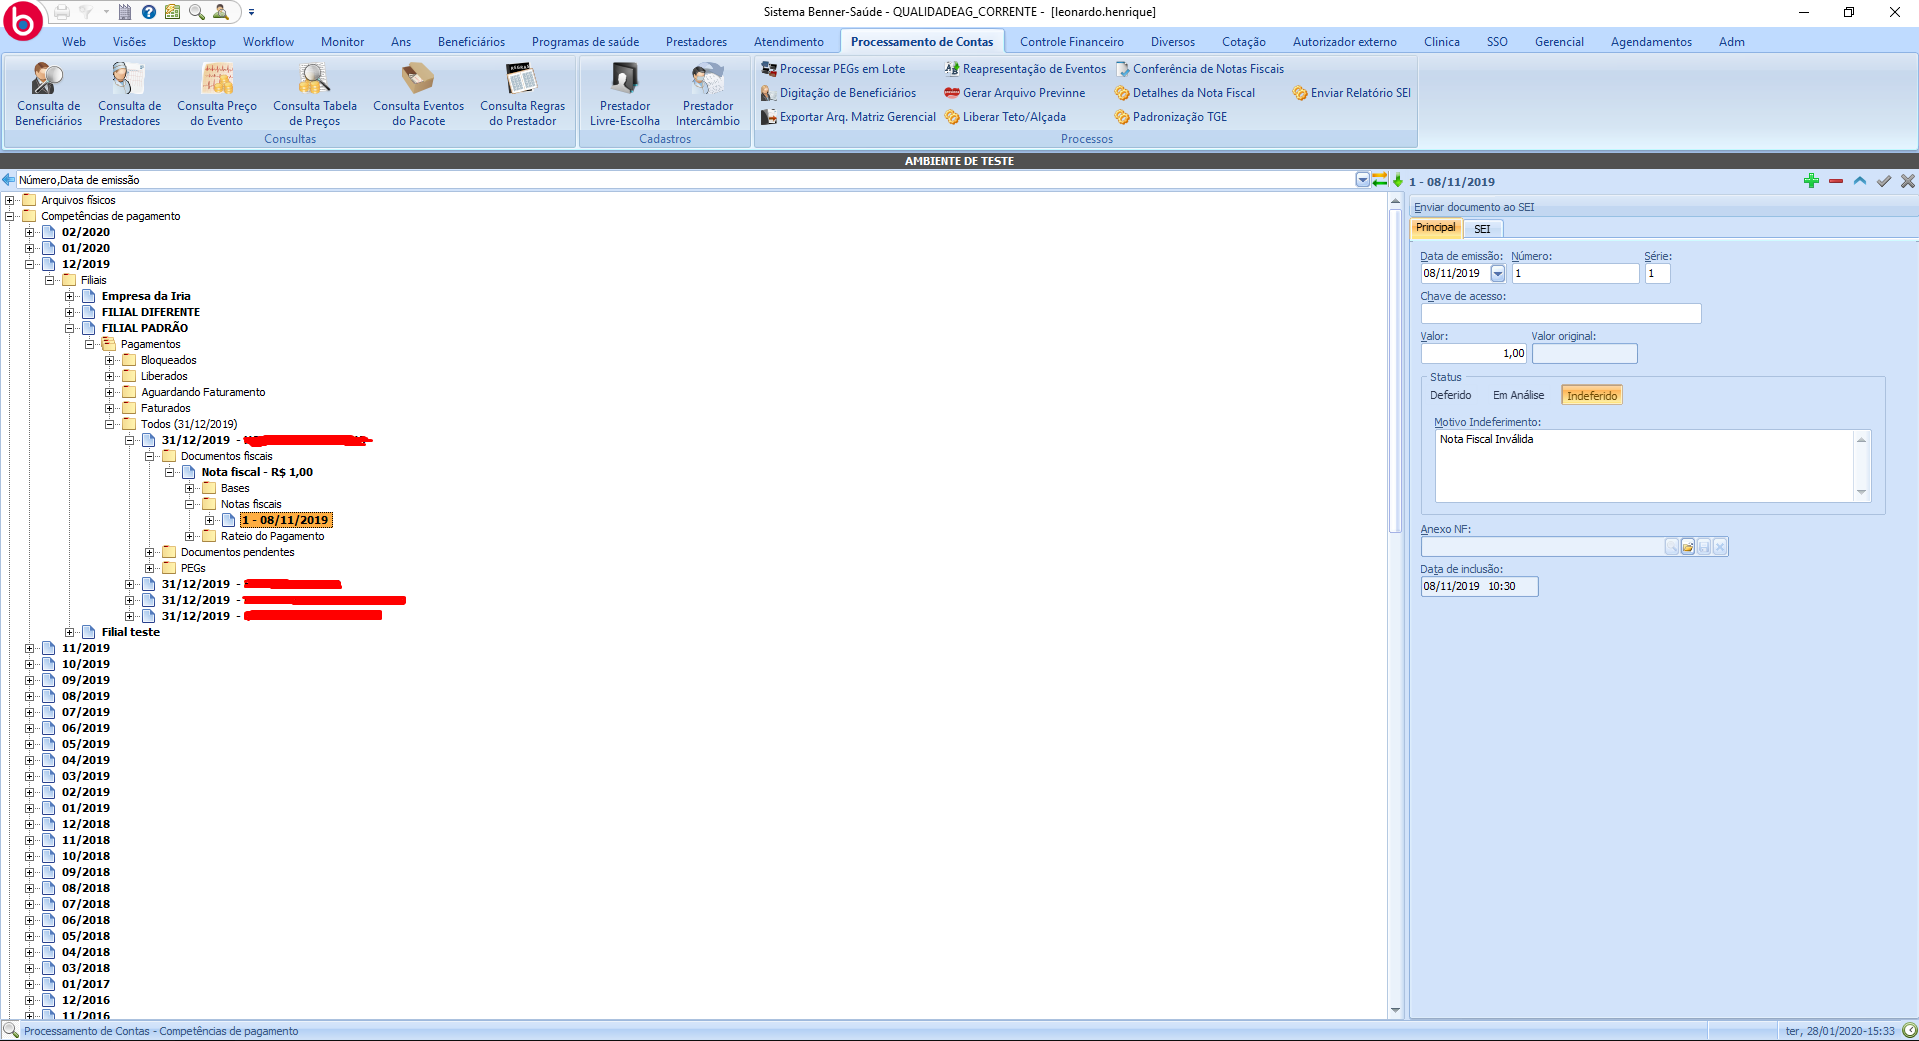 Sistema Benner-Saúde - QUALIDADEAG_CORRENTE - [leonardo.henrique]
Web Visões Desktop Workflow Monitor Ans Beneficiários Programas de saúde Prestadores Atendimento Processamento de Contas Controle Financeiro Diversos Cotação Autorizador externo Clinica SSO Gerencial Agendamentos Adm
Consulta de Beneficiários
Consulta de Prestadores
Consulta Preço do Evento
Consulta Tabela de Preços
Consulta Eventos do Pacote
Consulta Regras do Prestador
Consultas
Prestador Livre-Escolha
Prestador Intercâmbio
Cadastros
Processar PEGs em Lote
Digitação de Beneficiários
Exportar Arq. Matriz Gerencial
Reapresentação de Eventos
Gerar Arquivo Previnne
Liberar Teto/Alçada
Conferência de Notas Fiscais
Detalhes da Nota Fiscal
Padronização TGE
Enviar Relatório SEI
Processos
AMBIENTE DE TESTE
Número,Data de emissão
Arquivos físicos
Competências de pagamento
02/2020
01/2020
12/2019
Filiais
Empresa da Iria
FILIAL DIFERENTE
FILIAL PADRÃO
Pagamentos
Bloqueados
Liberados
Aguardando Faturamento
Faturados
Todos (31/12/2019)
31/12/2019 -
Documentos fiscais
Nota fiscal - R$ 1,00
Bases
Notas fiscais
1 - 08/11/2019
Rateio do Pagamento
Documentos pendentes
PEGs
31/12/2019 -
31/12/2019 -
31/12/2019 -
Filial teste
11/2019
10/2019
09/2019
08/2019
07/2019
06/2019
05/2019
04/2019
03/2019
02/2019
01/2019
12/2018
11/2018
10/2018
09/2018
08/2018
07/2018
06/2018
05/2018
04/2018
03/2018
01/2017
12/2016
11/2016
1 - 08/11/2019
Enviar documento ao SEI
Principal SEI
Data de emissão: Número: Série:
08/11/2019 1 1
Chave de acesso:
Valor: Valor original:
1,00
Status
Deferido Em Análise Indeferido
Motivo Indeferimento:
Nota Fiscal Inválida
Anexo NF:
Data de inclusão:
08/11/2019 10:30
Processamento de Contas - Competências de pagamento
ter, 28/01/2020-15:33